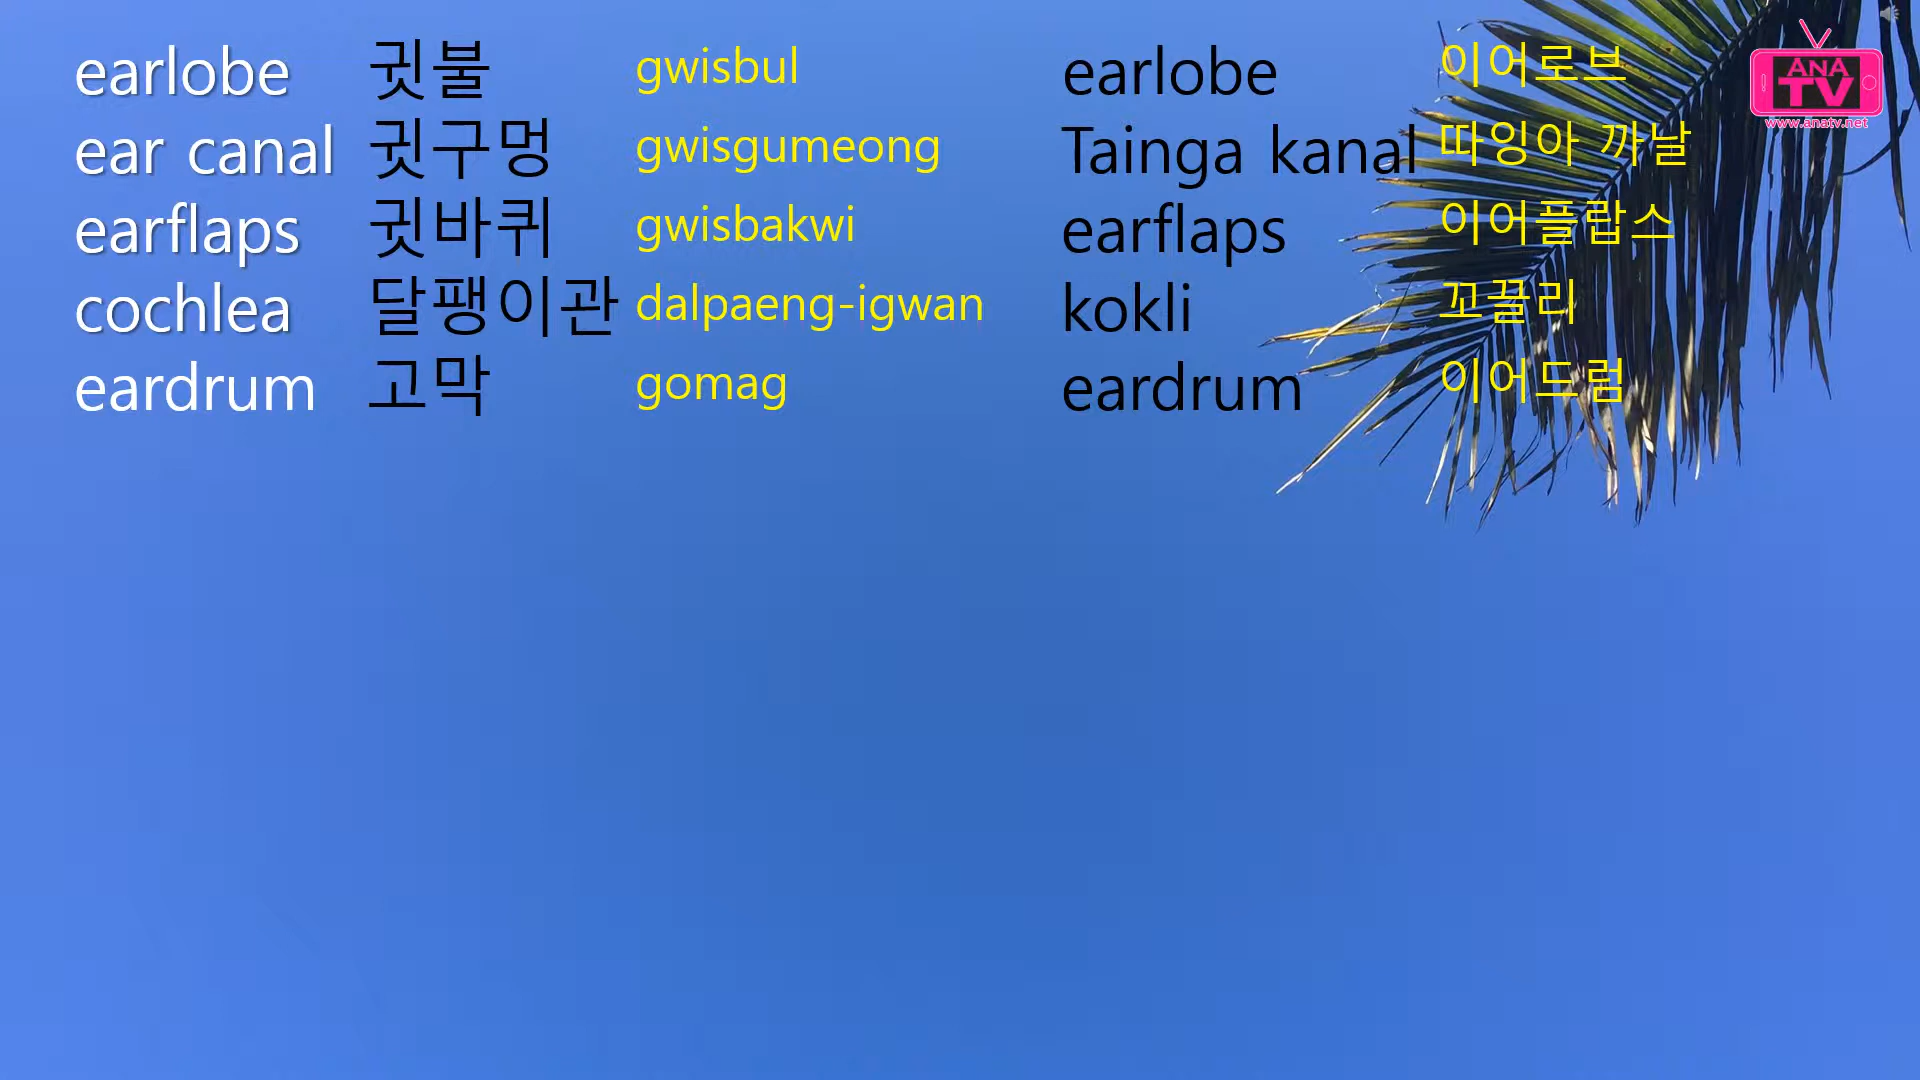 earlobe 귓불 gwisbul earlobe 이어로브
ear canal 귓구멍 gwisgumeong Tainga kanal 따잉아 까날
earflaps 귓바퀴 gwisbakwi earflaps 이어플랍스
cochlea 달팽이관 dalpaeng-igwan kokli 꼬끌리
eardrum 고막 gomag eardrum 이어드럼
ANA
TV
www.anatv.net